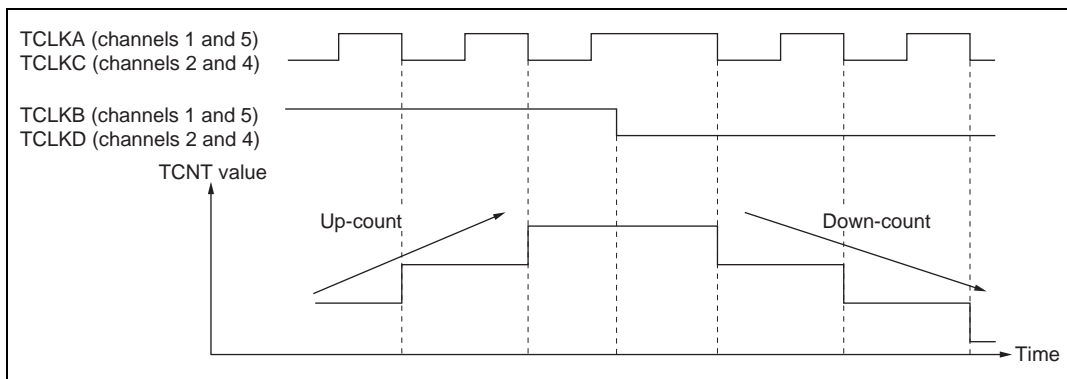 TCLKA (channels 1 and 5)
TCLKC (channels 2 and 4)
TCLKB (channels 1 and 5)
TCLKD (channels 2 and 4)
TCNT value
Up-count
Down-count
Time